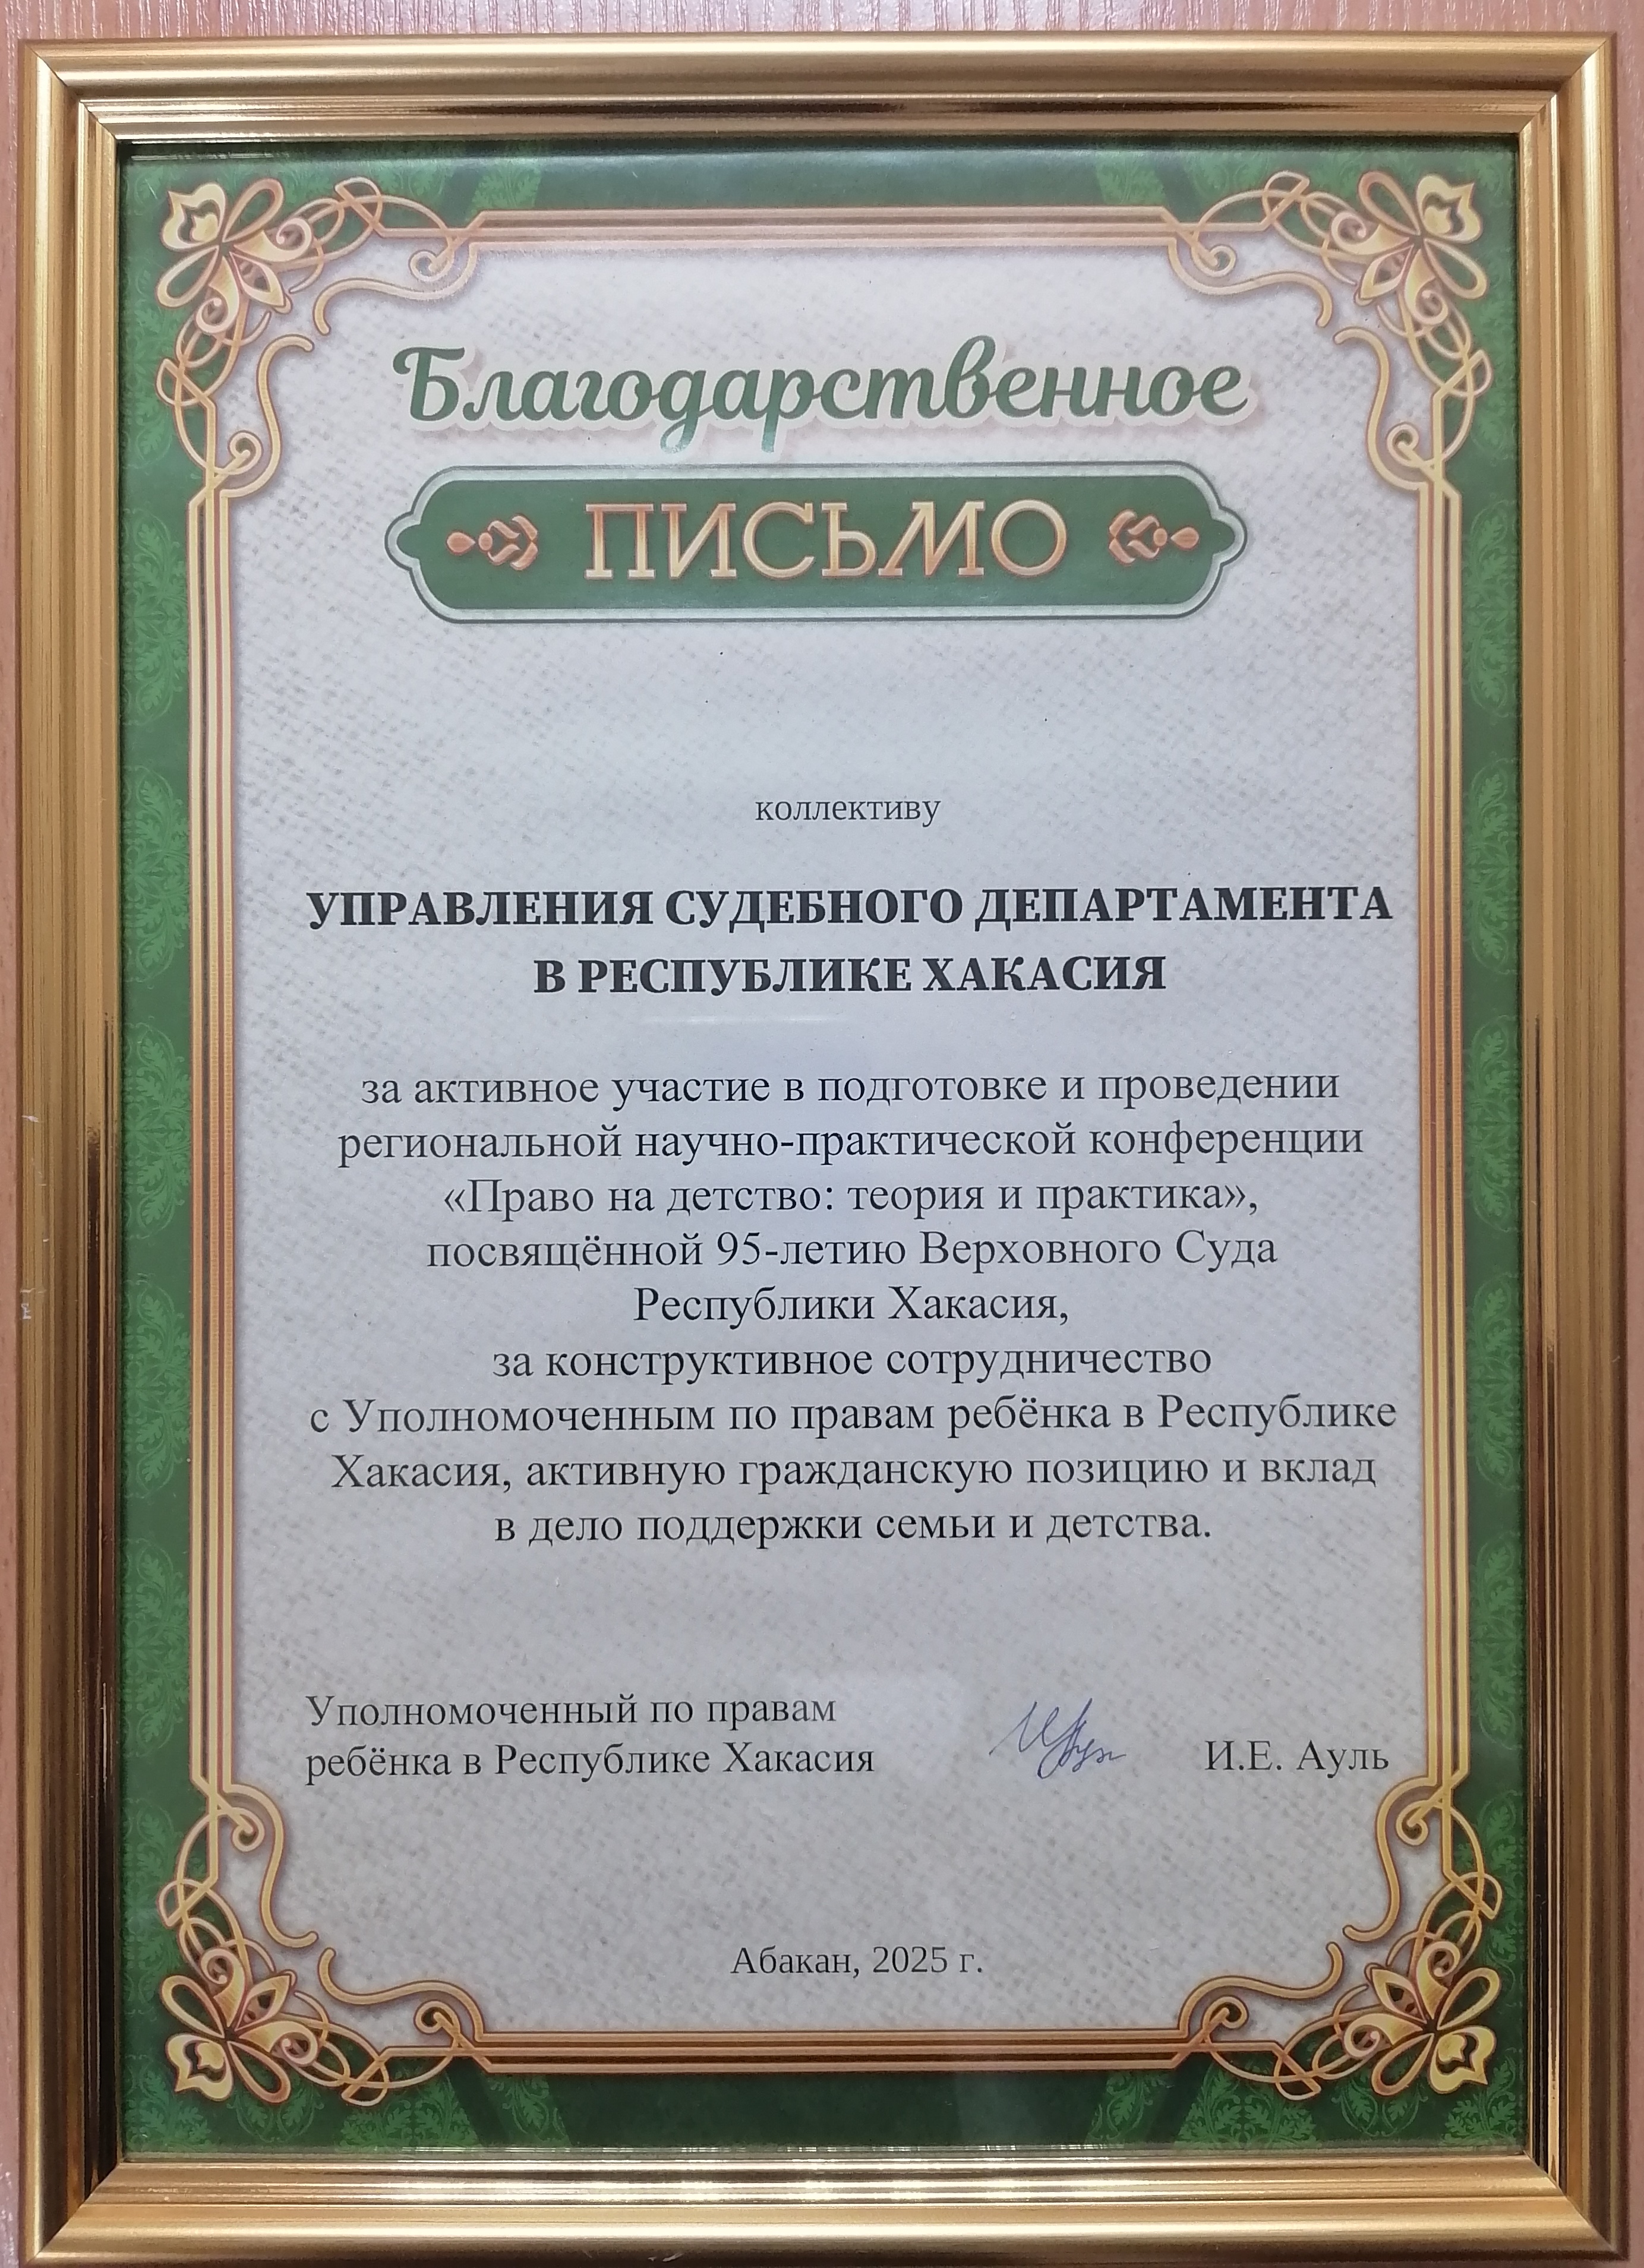 Благодарственное
ПИСЬМО
коллективу
УПРАВЛЕНИЯ СУДЕБНОГО ДЕПАРТАМЕНТА
В РЕСПУБЛИКЕ ХАКАСИЯ
за активное участие в подготовке и проведении
региональной научно-практической конференции
«Право на детство: теория и практика»,
посвящённой 95-летию Верховного Суда
Республики Хакасия,
за конструктивное сотрудничество
с Уполномоченным по правам ребёнка в Республике
Хакасия, активную гражданскую позицию и вклад
в дело поддержки семьи и детства.
Уполномоченный по правам
ребёнка в Республике Хакасия И.Е. Ауль
Абакан, 2025 г.